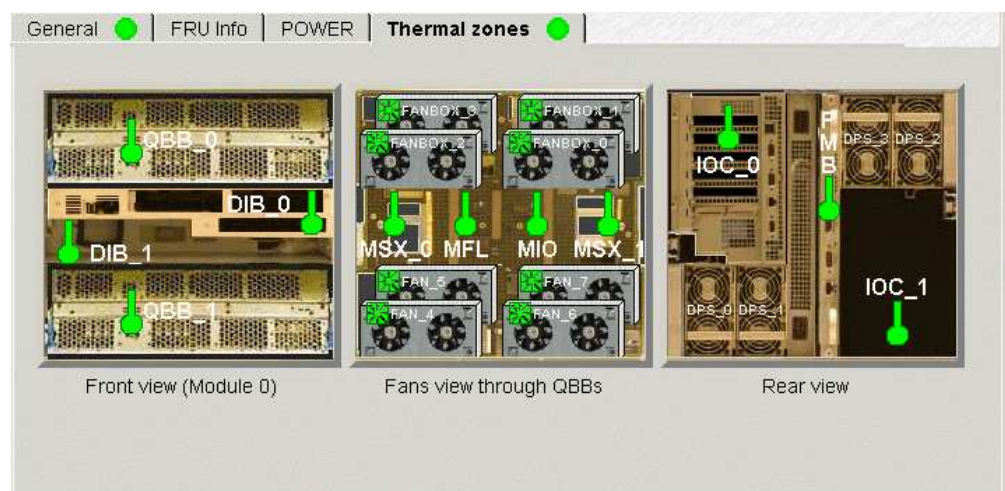 General
FRU Info
POWER
Thermal zones
QBB_0
DIB_0
DIB_1
QBB_1
FANBOX_3
FANBOX_1
FANBOX_2
FANBOX_0
MSX_0
MFL
MIO
MSX_1
FAN_5
FAN_7
FAN_4
FAN_6
IOC_0
PMB
DPS_3
DPS_2
IOC_1
DPS_0
DPS_1
Front view (Module 0)
Fans view through QBBs
Rear view